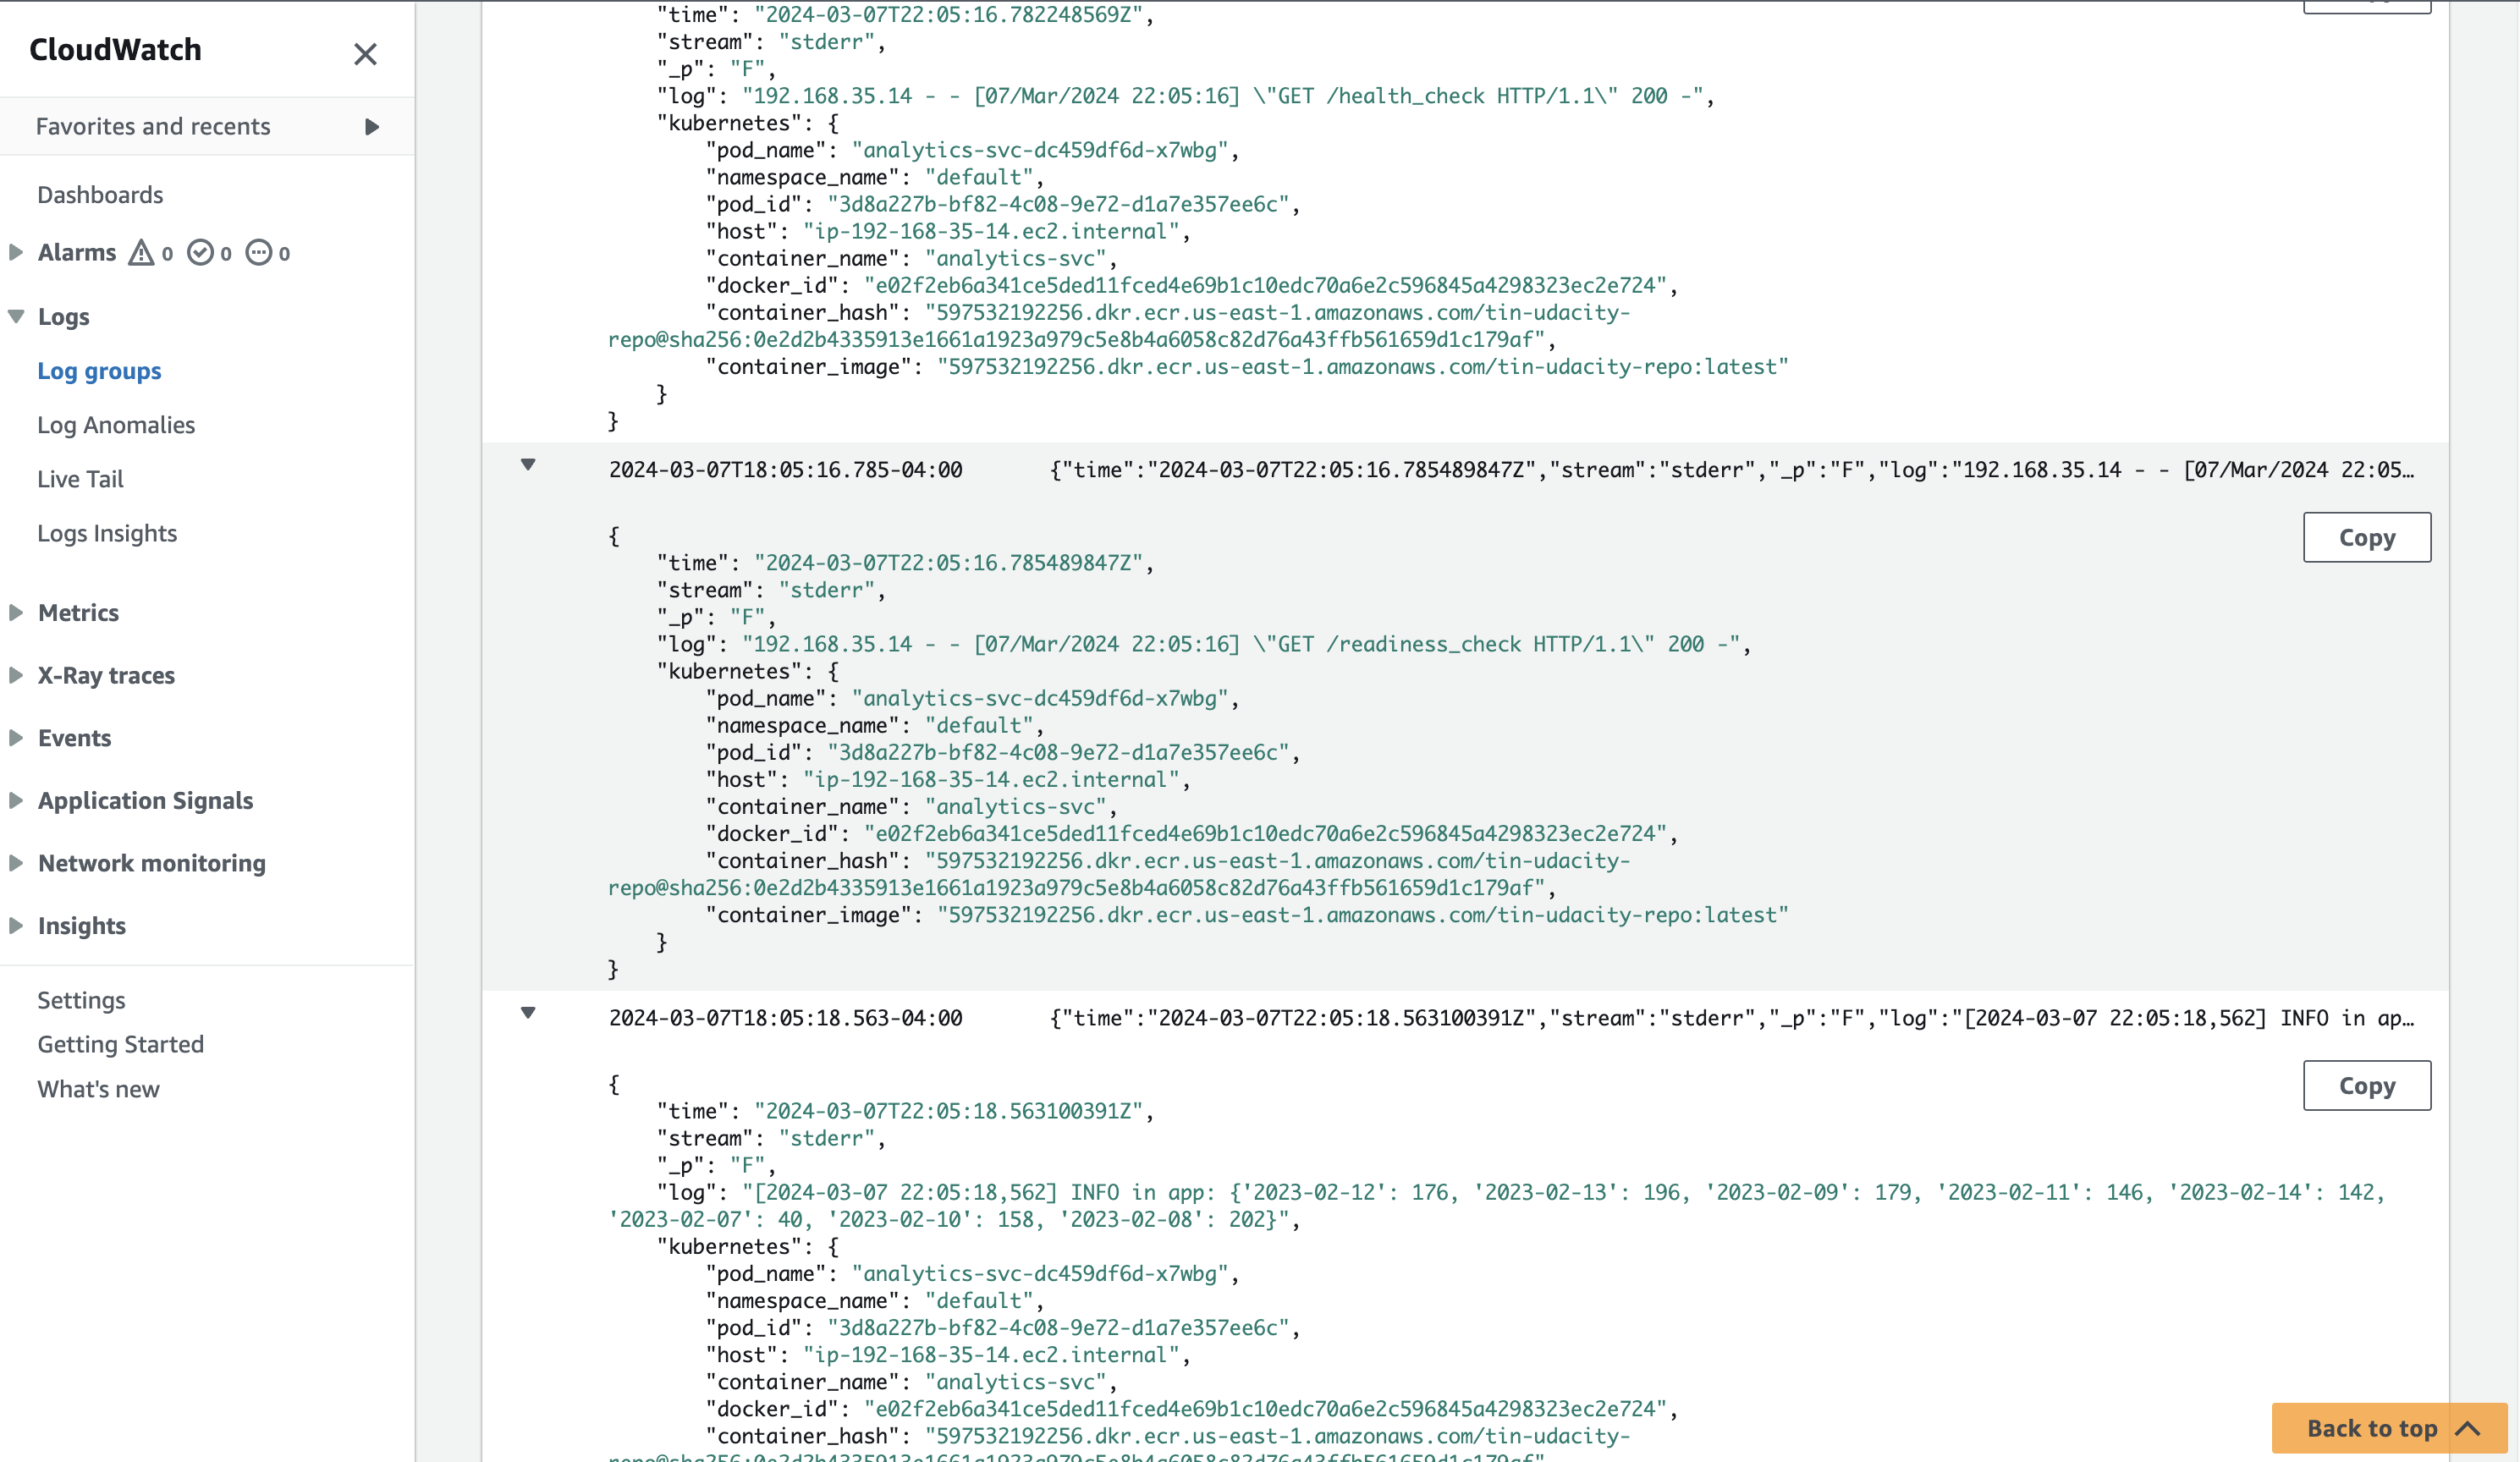 CloudWatch
Favorites and recents
Dashboards
Alarms 0 0 0
Logs
Log groups
Log Anomalies
Live Tail
Logs Insights
Metrics
X-Ray traces
Events
Application Signals
Network monitoring
Insights
Settings
Getting Started
What's new
"time": "2024-03-07T22:05:16.782248569Z",
"stream": "stderr",
"_p": "F",
"log": "192.168.35.14 - - [07/Mar/2024 22:05:16] \"GET /health_check HTTP/1.1\" 200 -",
"kubernetes": {
"pod_name": "analytics-svc-dc459df6d-x7wbg",
"namespace_name": "default",
"pod_id": "3d8a227b-bf82-4c08-9e72-d1a7e357ee6c",
"host": "ip-192-168-35-14.ec2.internal",
"container_name": "analytics-svc",
"docker_id": "e02f2eb6a341ce5ded11fced4e69b1c10edc70a6e2c596845a4298323ec2e724",
"container_hash": "597532192256.dkr.ecr.us-east-1.amazonaws.com/tin-udacity-
repo@sha256:0e2d2b4335913e1661a1923a979c5e8b4a6058c82d76a43ffb561659d1c179af",
"container_image": "597532192256.dkr.ecr.us-east-1.amazonaws.com/tin-udacity-repo:latest"
}
}
2024-03-07T18:05:16.785-04:00 {"time":"2024-03-07T22:05:16.785489847Z","stream":"stderr","_p":"F","log":"192.168.35.14 - - [07/Mar/2024 22:05…
Copy
{
"time": "2024-03-07T22:05:16.785489847Z",
"stream": "stderr",
"_p": "F",
"log": "192.168.35.14 - - [07/Mar/2024 22:05:16] \"GET /readiness_check HTTP/1.1\" 200 -",
"kubernetes": {
"pod_name": "analytics-svc-dc459df6d-x7wbg",
"namespace_name": "default",
"pod_id": "3d8a227b-bf82-4c08-9e72-d1a7e357ee6c",
"host": "ip-192-168-35-14.ec2.internal",
"container_name": "analytics-svc",
"docker_id": "e02f2eb6a341ce5ded11fced4e69b1c10edc70a6e2c596845a4298323ec2e724",
"container_hash": "597532192256.dkr.ecr.us-east-1.amazonaws.com/tin-udacity-
repo@sha256:0e2d2b4335913e1661a1923a979c5e8b4a6058c82d76a43ffb561659d1c179af",
"container_image": "597532192256.dkr.ecr.us-east-1.amazonaws.com/tin-udacity-repo:latest"
}
}
2024-03-07T18:05:18.563-04:00 {"time":"2024-03-07T22:05:18.563100391Z","stream":"stderr","_p":"F","log":"[2024-03-07 22:05:18,562] INFO in ap…
Copy
{
"time": "2024-03-07T22:05:18.563100391Z",
"stream": "stderr",
"_p": "F",
"log": "[2024-03-07 22:05:18,562] INFO in app: {'2023-02-12': 176, '2023-02-13': 196, '2023-02-09': 179, '2023-02-11': 146, '2023-02-14': 142,
'2023-02-07': 40, '2023-02-10': 158, '2023-02-08': 202}",
"kubernetes": {
"pod_name": "analytics-svc-dc459df6d-x7wbg",
"namespace_name": "default",
"pod_id": "3d8a227b-bf82-4c08-9e72-d1a7e357ee6c",
"host": "ip-192-168-35-14.ec2.internal",
"container_name": "analytics-svc",
"docker_id": "e02f2eb6a341ce5ded11fced4e69b1c10edc70a6e2c596845a4298323ec2e724",
"container_hash": "597532192256.dkr.ecr.us-east-1.amazonaws.com/tin-udacity-
Back to top